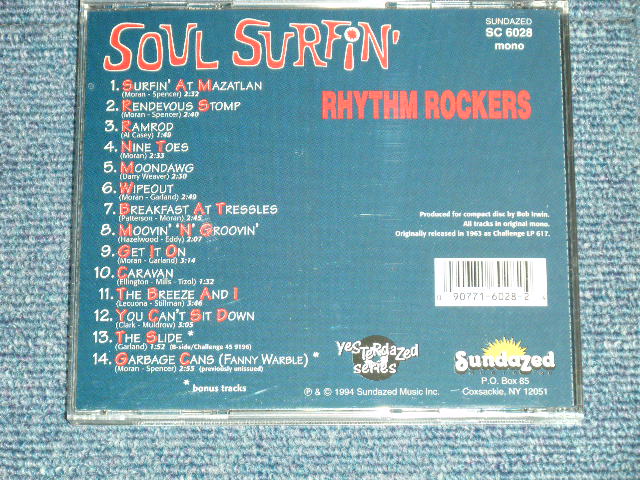 SOUL SURFIN'
SUNDAZED
SC 6028
mono
RHYTHM ROCKERS
1. SURFIN' AT MAZATLAN
(Moran - Spencer) 2:32
2. RENDEVOUS STOMP
(Moran - Spencer) 2:40
3. RAMROD
(Al Casey) 1:49
4. NINE TOES
(Moran) 2:33
5. MOONDAWG
(Darry Weaver) 2:30
6. WIPEOUT
(Moran - Garland) 2:49
7. BREAKFAST AT TRESSLES
(Patterson - Moran) 2:45
8. MOOVIN' 'N' GROOVIN'
(Hazelwood - Eddy) 2:07
9. GET IT ON
(Moran - Garland) 3:14
10. CARAVAN
(Ellington - Mills - Tizol) 1:32
11. THE BREEZE AND I
(Lecuona - Stillman) 3:46
12. YOU CAN'T SIT DOWN
(Clark - Muldrow) 3:05
13. THE SLIDE *
(Garland) 1:52 (B-side/Challenge 45 9196)
14. GARBAGE CANS (FANNY WARBLE) *
(Moran - Spencer) 2:55 (previously unissued)
* bonus tracks
Produced for compact disc by Bob Irwin.
All tracks in original mono.
Originally released in 1963 as Challenge LP 617.
0 90771-6028-2 4
yesterdazed
series
Sundazed
P.O. Box 85
Coxsackie, NY 12051
℗ & © 1994 Sundazed Music Inc.